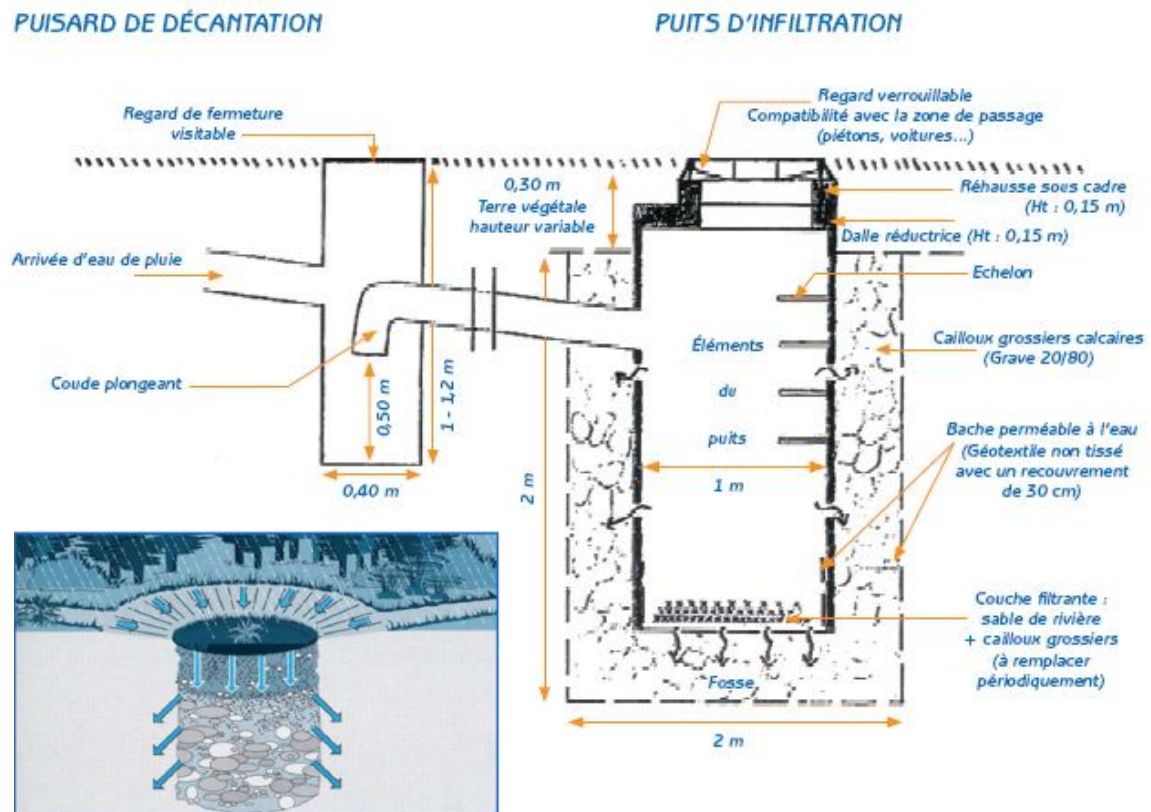 PUISARD DE DÉCANTATION
PUITS D'INFILTRATION
Regard de fermeture
visitable
Regard verrouillable
Compatibilité avec la zone de passage
(piétons, voitures...)
0,30 m
Terre végétale
hauteur variable
Réhausse sous cadre
(Ht : 0,15 m)
Dalle réductrice (Ht : 0,15 m)
Arrivée d'eau de pluie
Echelon
Éléments
de
puits
Cailloux grossiers calcaires
(Grave 20/80)
Coude plongeant
0,50 m
1 - 1,2 m
0,40 m
2 m
1 m
Bache perméable à l'eau
(Géotextile non tissé
avec un recouvrement
de 30 cm)
Couche filtrante :
sable de rivière
+ cailloux grossiers
(à remplacer
périodiquement)
Fosse
2 m